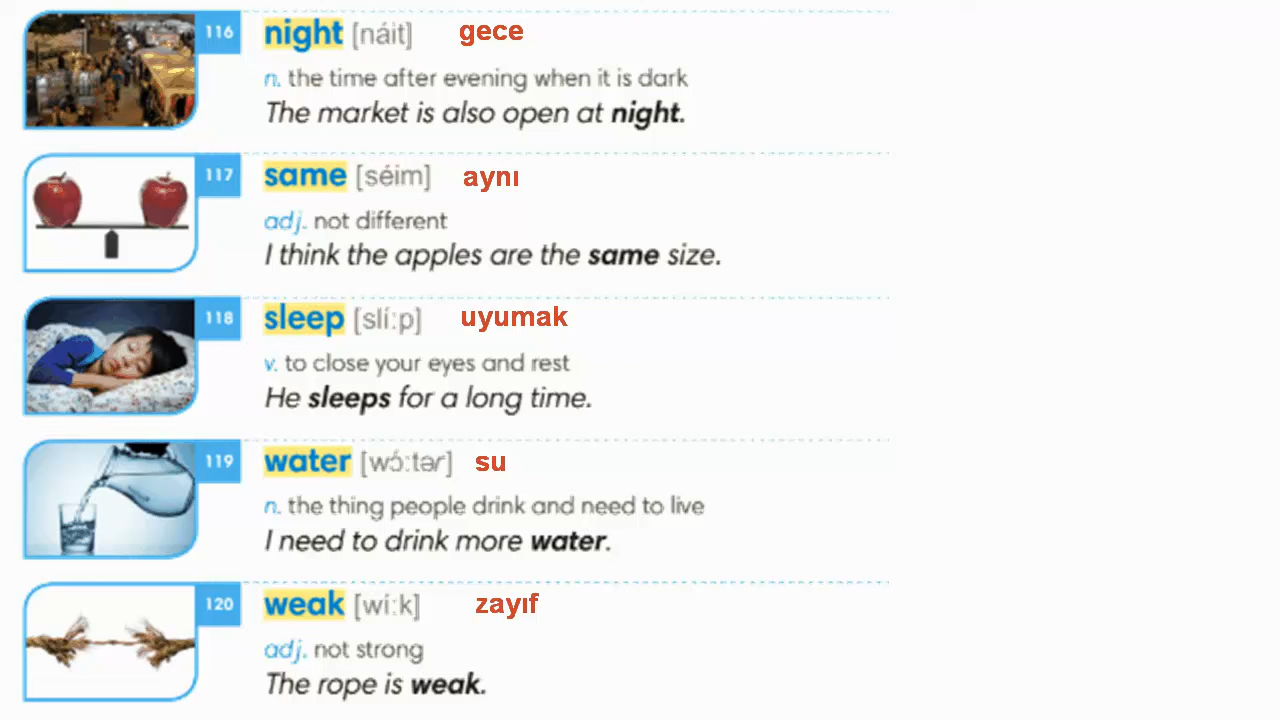 116 night [náit] gece
n. the time after evening when it is dark
The market is also open at night.
117 same [séim] aynı
adj. not different
I think the apples are the same size.
118 sleep [slíːp] uyumak
v. to close your eyes and rest
He sleeps for a long time.
119 water [wɔ́ːtər] su
n. the thing people drink and need to live
I need to drink more water.
120 weak [wíːk] zayıf
adj. not strong
The rope is weak.